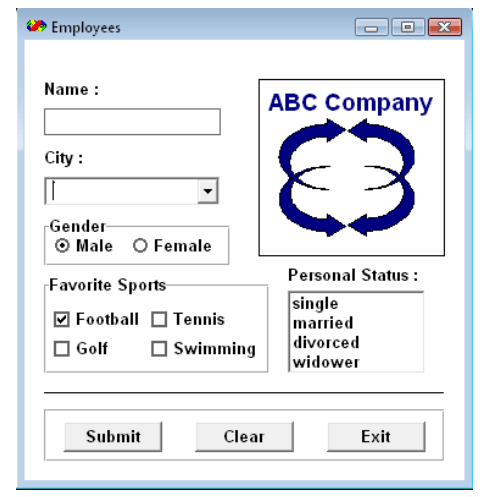 Employees
Name :
ABC Company
City :
Gender
Male Female
Favorite Sports
Football Tennis
Golf Swimming
Personal Status :
single
married
divorced
widower
Submit Clear Exit